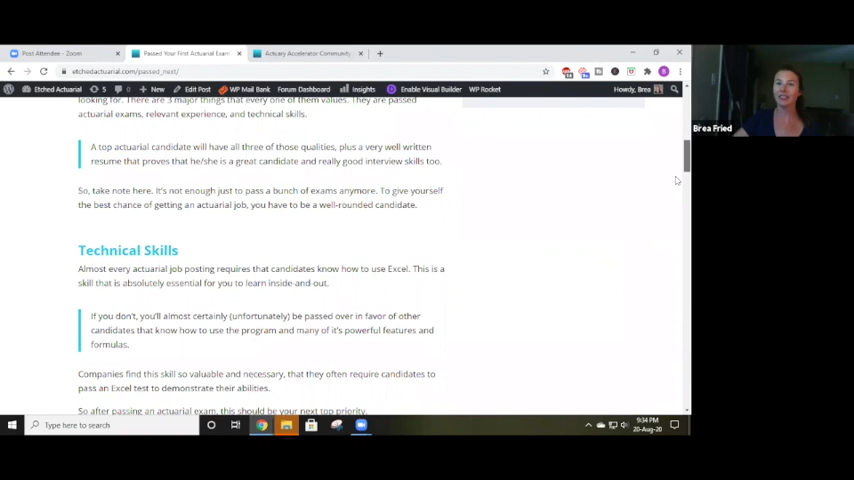 Post Attendee - Zoom
Passed Your First Actuarial Exam
Actuary Accelerator Community,
etchedactuarial.com/passed_next/
Etched Actuarial 5 0 New Edit Post WP Mail Bank Forum Dashboard Insights Enable Visual Builder WP Rocket Howdy, Brea
looking for. There are 3 major things that every one of them values. They are passed
actuarial exams, relevant experience, and technical skills.
A top actuarial candidate will have all three of those qualities, plus a very well written
resume that proves that he/she is a great candidate and really good interview skills too.
So, take note here. It's not enough just to pass a bunch of exams anymore. To give yourself
the best chance of getting an actuarial job, you have to be a well-rounded candidate.
Technical Skills
Almost every actuarial job posting requires that candidates know how to use Excel. This is a
skill that is absolutely essential for you to learn inside-and-out.
If you don't, you'll almost certainly (unfortunately) be passed over in favor of other
candidates that know how to use the program and many of it's powerful features and
formulas.
Companies find this skill so valuable and necessary, that they often require candidates to
pass an Excel test to demonstrate their abilities.
So after passing an actuarial exam, this should be your next top priority.
Brea Fried
Type here to search
9:34 PM
20-Aug-20